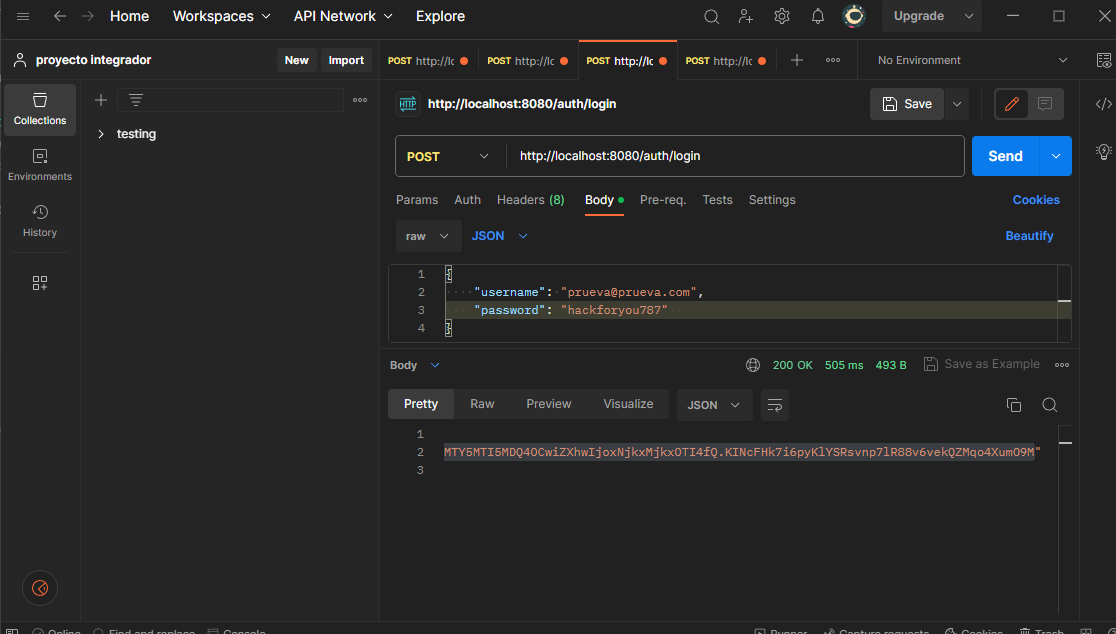 Home Workspaces API Network Explore Upgrade
proyecto integrador New Import POST http://lc POST http://lc POST http://lc POST http://lc No Environment
Collections
testing
Environments
History
HTTP http://localhost:8080/auth/login Save
POST http://localhost:8080/auth/login Send
Params Auth Headers (8) Body Pre-req. Tests Settings Cookies
raw JSON Beautify
1 {
2 "username": "prueva@prueva.com",
3 "password": "hackforyou787"
4 }
Body 200 OK 505 ms 493 B Save as Example
Pretty Raw Preview Visualize JSON
1
2 MTY5MTI5MDQ4OCwiZXhwIjoxNjkxMjkxOTI4fQ.KINcFHk7i6pyKlYSRsvnp7lR88v6vekQZMqo4XumO9M"
3
Online Find and replace Console Runner Capture requests Cookies Trash